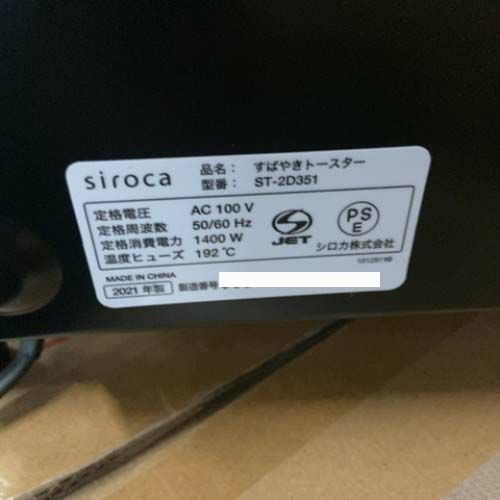 siroca
品名： すばやきトースター
型番： ST-2D351
定格電圧 AC 100 V
定格周波数 50/60 Hz
定格消費電力 1400 W
温度ヒューズ 192 ℃
JET
PSE
シロカ株式会社
MADE IN CHINA
2021 年製 製造番号